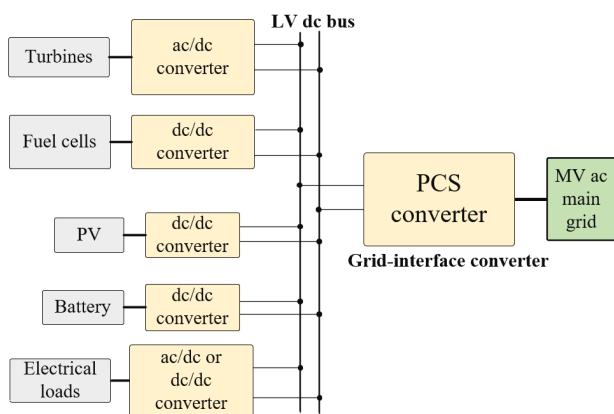 LV dc bus
Turbines
ac/dc
converter
Fuel cells
dc/dc
converter
PV
dc/dc
converter
Battery
dc/dc
converter
Electrical
loads
ac/dc or
dc/dc
converter
PCS
converter
Grid-interface converter
MV ac
main
grid